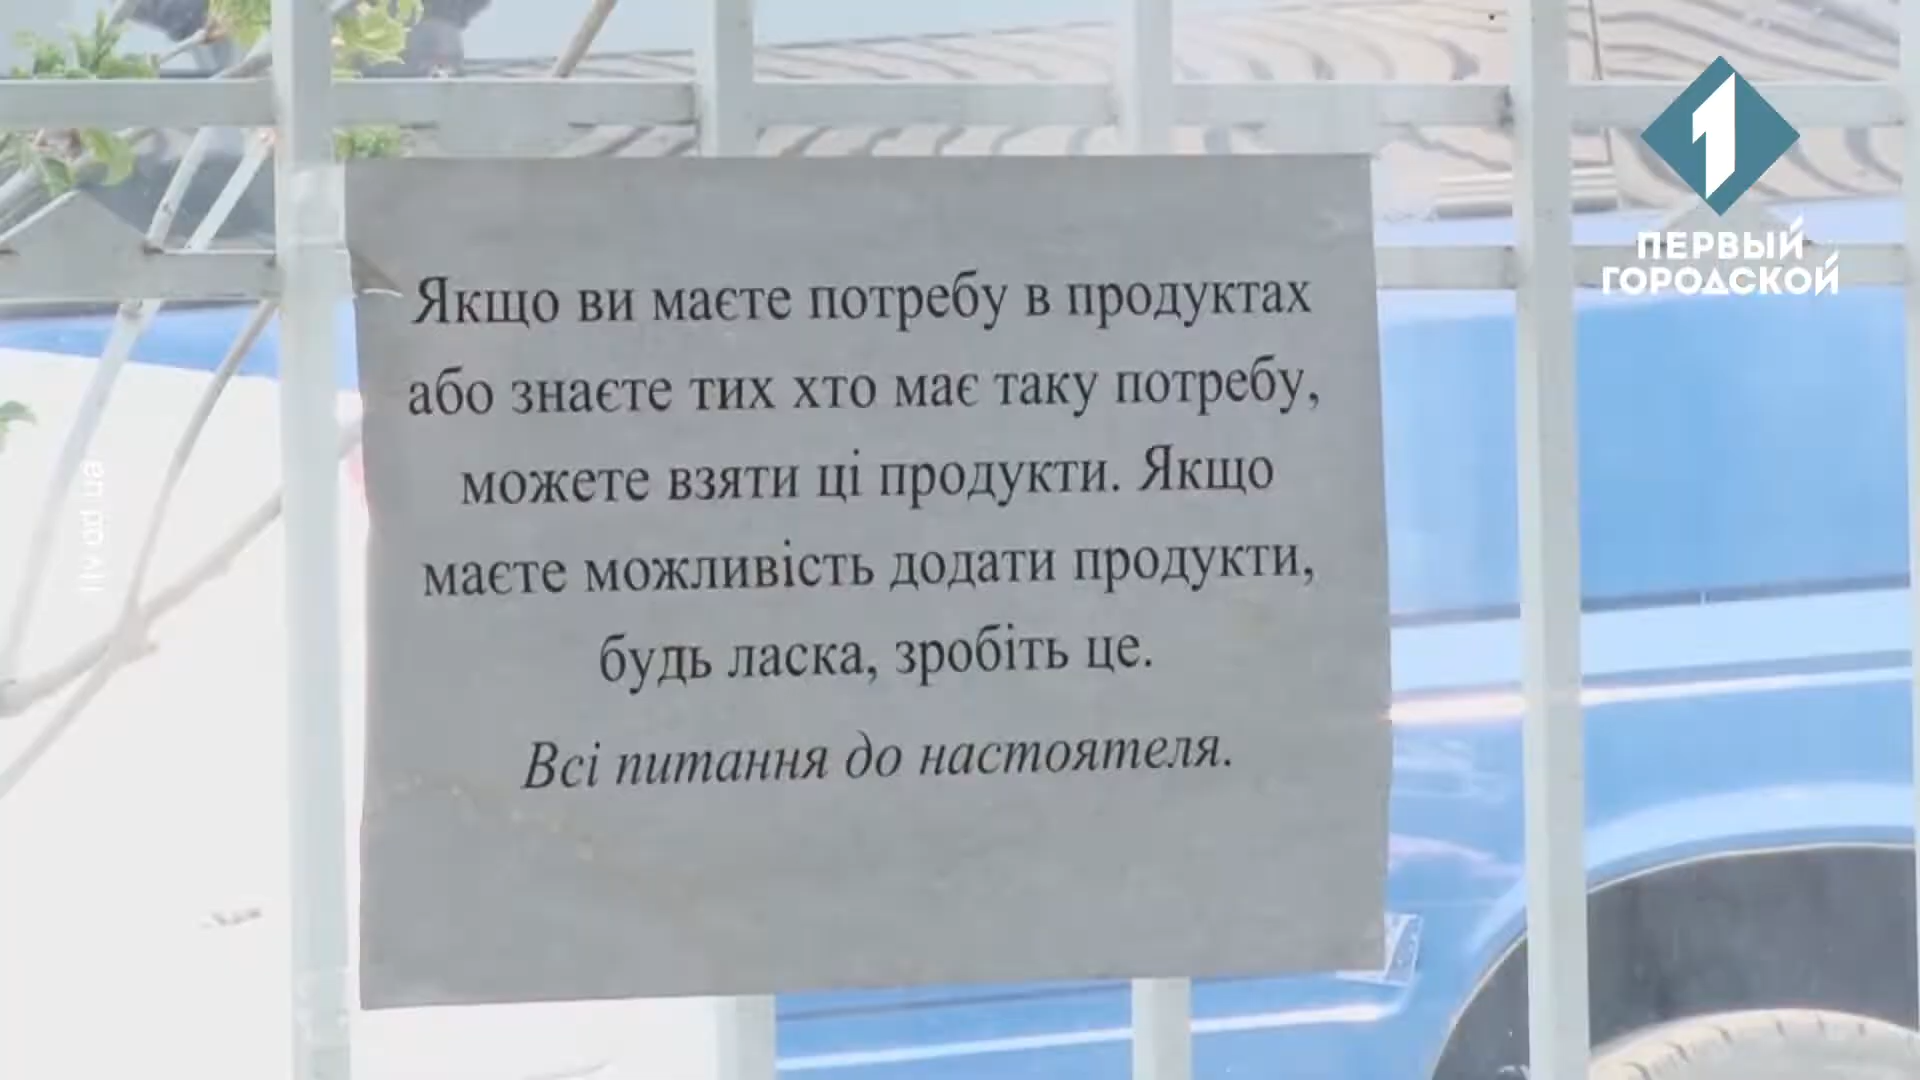 Якщо ви маєте потребу в продуктах
або знаєте тих хто має таку потребу,
можете взяти ці продукти. Якщо
маєте можливість додати продукти,
будь ласка, зробіть це.
Всі питання до настоятеля.
1
ПЕРВЫЙ
ГОРОДСКОЙ